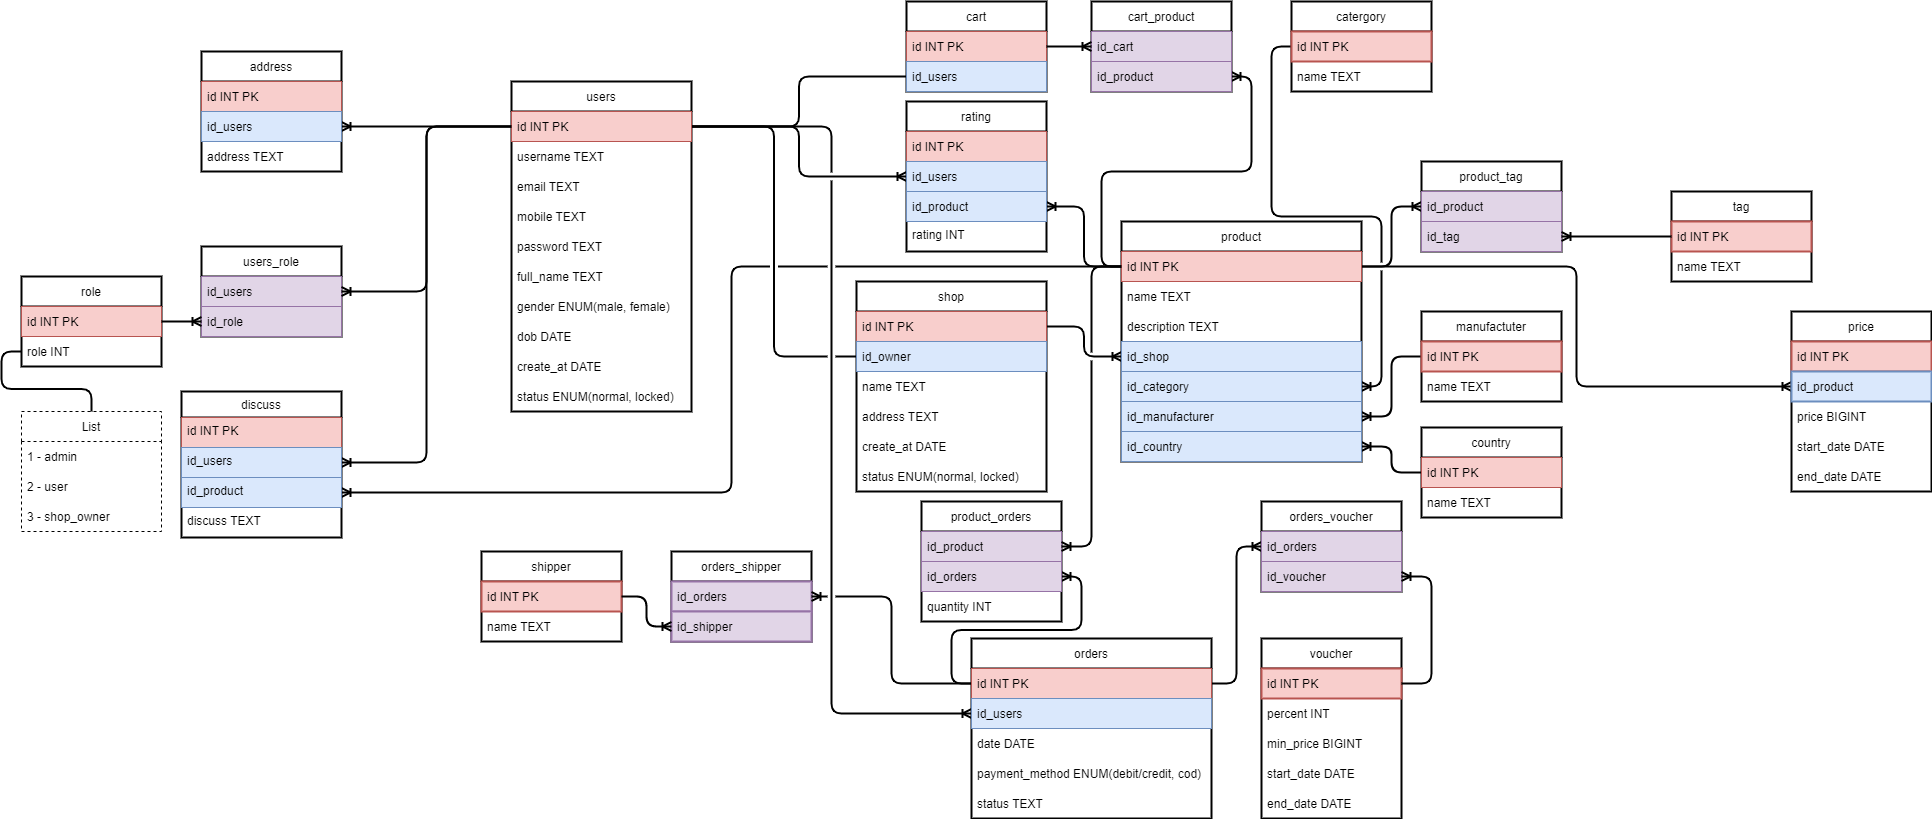 cart
id INT PK
id_users
cart_product
id_cart
id_product
catergory
id INT PK
name TEXT
address
id INT PK
id_users
address TEXT
users
id INT PK
username TEXT
email TEXT
mobile TEXT
password TEXT
full_name TEXT
gender ENUM(male, female)
dob DATE
create_at DATE
status ENUM(normal, locked)
rating
id INT PK
id_users
id_product
rating INT
product_tag
id_product
id_tag
tag
id INT PK
name TEXT
product
id INT PK
name TEXT
description TEXT
id_shop
id_category
id_manufacturer
id_country
users_role
id_users
id_role
role
id INT PK
role INT
List
1 - admin
2 - user
3 - shop_owner
discuss
id INT PK
id_users
id_product
discuss TEXT
shop
id INT PK
id_owner
name TEXT
address TEXT
create_at DATE
status ENUM(normal, locked)
manufactuter
id INT PK
name TEXT
price
id INT PK
id_product
price BIGINT
start_date DATE
end_date DATE
country
id INT PK
name TEXT
product_orders
id_product
id_orders
quantity INT
orders_voucher
id_orders
id_voucher
shipper
id INT PK
name TEXT
orders_shipper
id_orders
id_shipper
orders
id INT PK
id_users
date DATE
payment_method ENUM(debit/credit, cod)
status TEXT
voucher
id INT PK
percent INT
min_price BIGINT
start_date DATE
end_date DATE